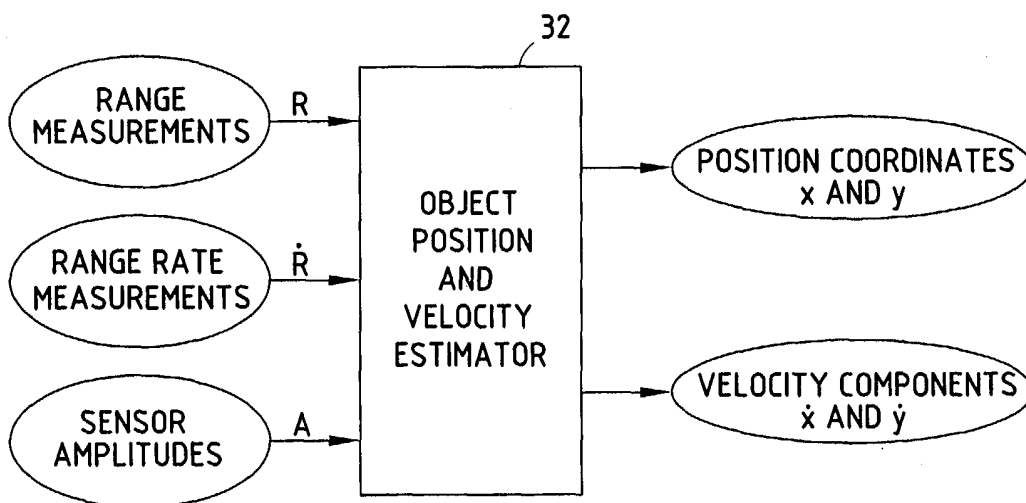 32
RANGE
MEASUREMENTS
R
RANGE RATE
MEASUREMENTS
Ṙ
SENSOR
AMPLITUDES
A
OBJECT
POSITION
AND
VELOCITY
ESTIMATOR
POSITION COORDINATES
x AND y
VELOCITY COMPONENTS
ẋ AND ẏ